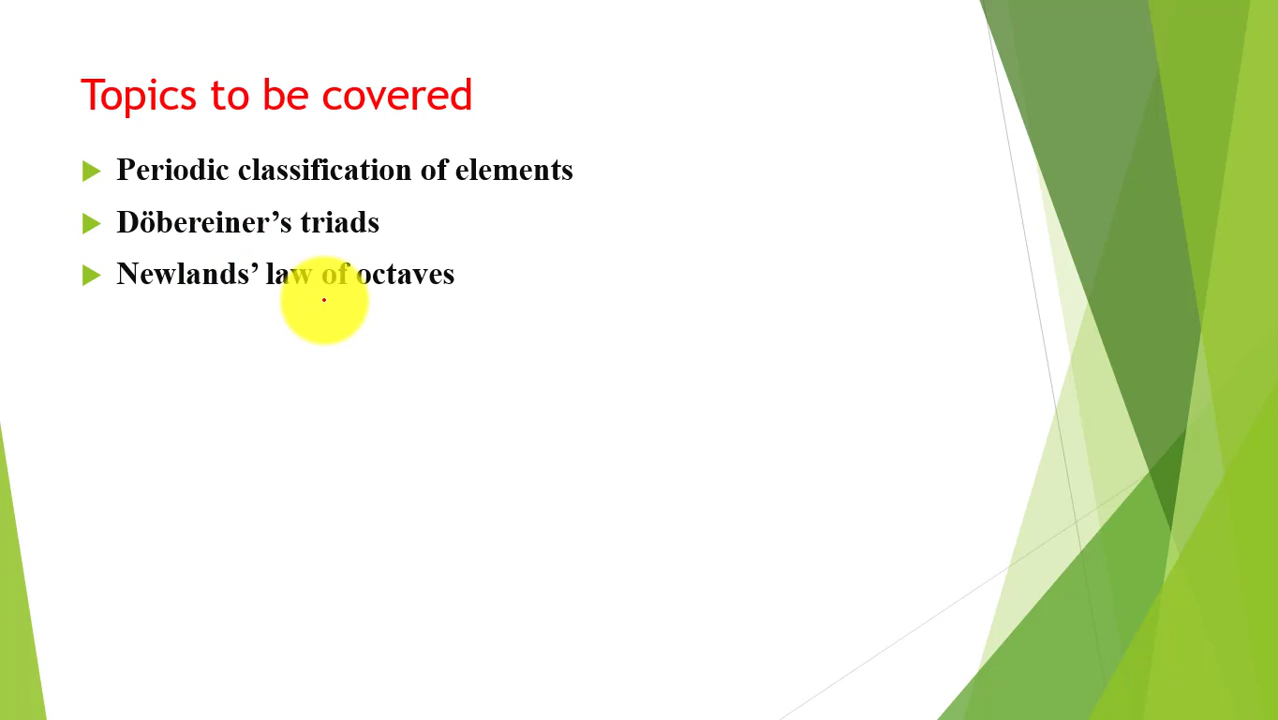 Topics to be covered
Periodic classification of elements
Döbereiner’s triads
Newlands’ law of octaves